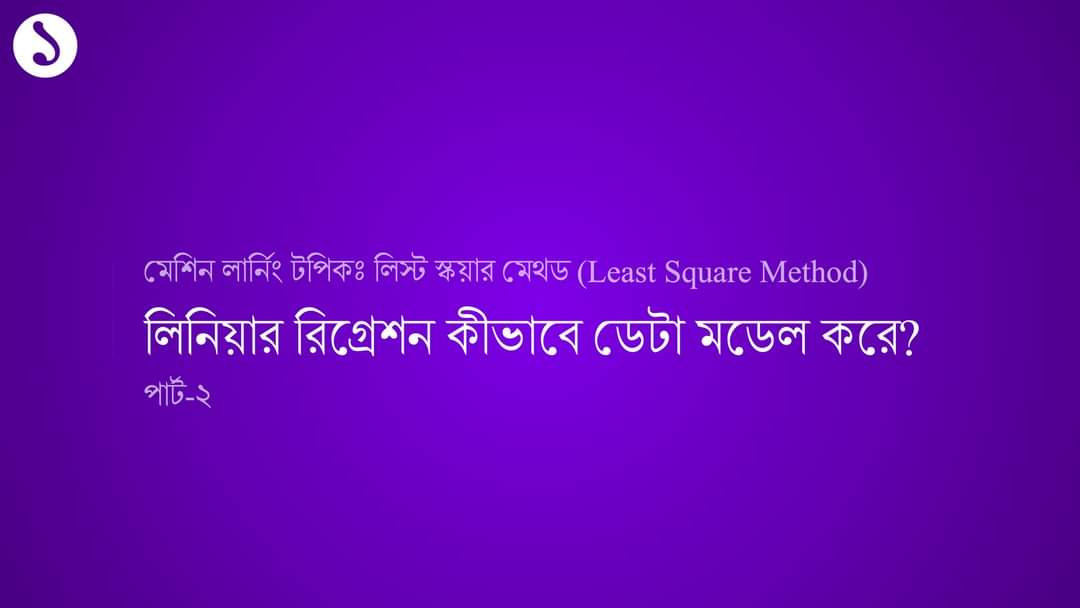 ১
মেশিন লার্নিং টপিকঃ লিস্ট স্কয়ার মেথড (Least Square Method)
লিনিয়ার রিগ্রেশন কীভাবে ডেটা মডেল করে?
পার্ট-২